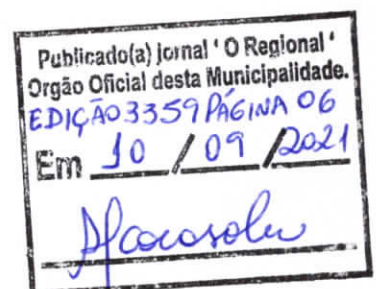 Publicado(a) jornal ' O Regional '
Orgão Oficial desta Municipalidade.
EDIÇÃO 3359 PÁGINA 06
Em 10 / 09 / 2021